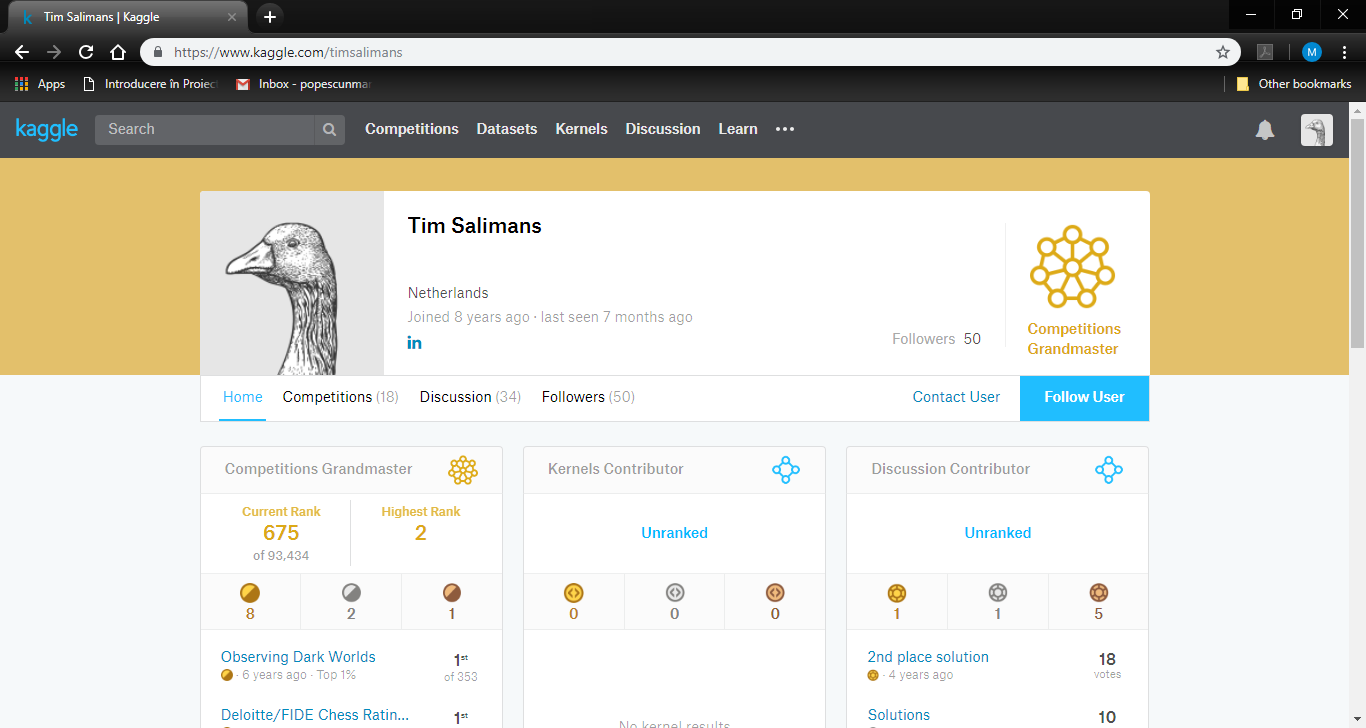 Tim Salimans | Kaggle
https://www.kaggle.com/timsalimans
M
Apps
Introducere în Proiec
Inbox - popescunmar
Other bookmarks
kaggle
Search
Competitions Datasets Kernels Discussion Learn •••
Tim Salimans
Netherlands
Joined 8 years ago · last seen 7 months ago
in
Followers 50
Competitions
Grandmaster
Home Competitions (18) Discussion (34) Followers (50) Contact User Follow User
Competitions Grandmaster
Current Rank
675
of 93,434
Highest Rank
2
8 2 1
Observing Dark Worlds
· 6 years ago · Top 1%
1st
of 353
Deloitte/FIDE Chess Ratin...
1st
Kernels Contributor
Unranked
0 0 0
No kernel results
Discussion Contributor
Unranked
1 1 5
2nd place solution
· 4 years ago
18
votes
Solutions
10